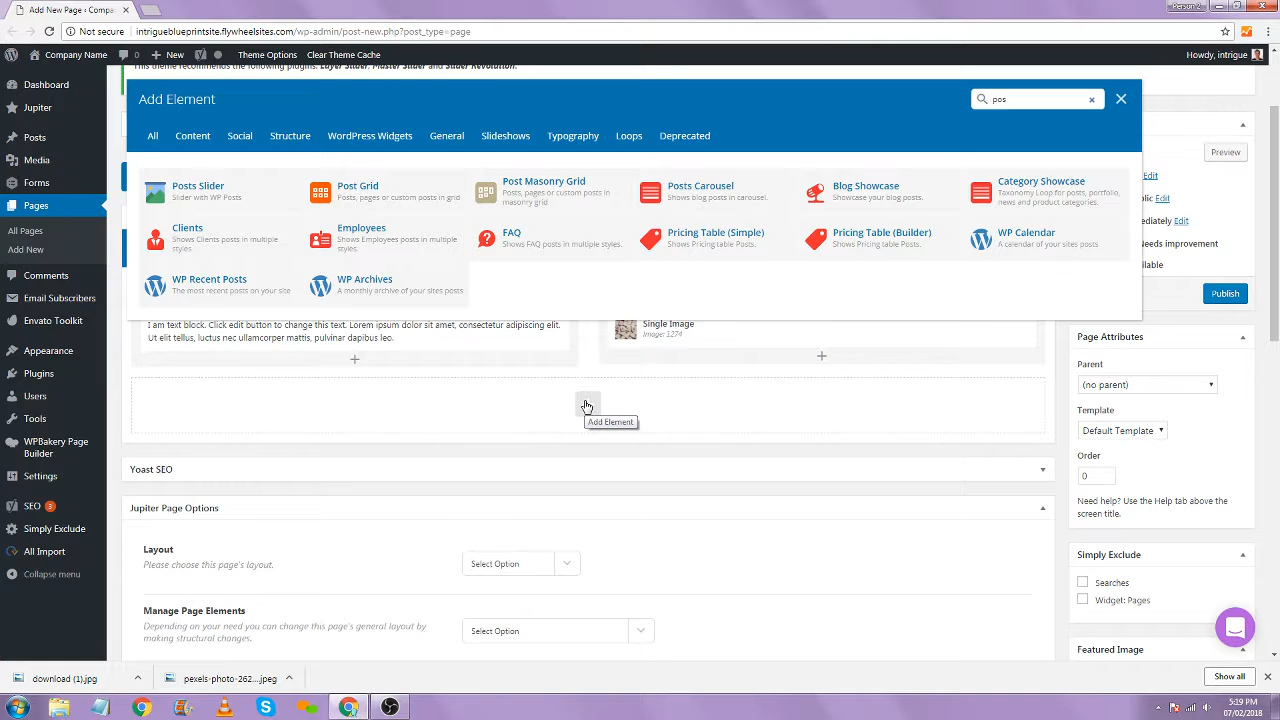 Add New Page ‹ Compa
Person 2
Not secure
intrigueblueprintsite.flywheelsites.com/wp-admin/post-new.php?post_type=page
Company Name
0
New
Theme Options
Clear Theme Cache
Howdy, intrigue
This theme recommends the following plugins: Layer Slider, Master Slider and Slider Revolution.
Dashboard
Jupiter
Posts
Media
Forms
Pages
All Pages
Add New
Comments
Email Subscribers
Envato Toolkit
Appearance
Plugins
Users
Tools
WPBakery Page
Builder
Settings
SEO 3
Simply Exclude
All Import
Collapse menu
Add Element
pos
All
Content
Social
Structure
WordPress Widgets
General
Slideshows
Typography
Loops
Deprecated
Posts Slider
Slider with WP Posts
Post Grid
Posts, pages or custom posts in grid
Post Masonry Grid
Posts, pages or custom posts in
masonry grid
Posts Carousel
Shows blog posts in carousel.
Blog Showcase
Showcase your blog posts.
Category Showcase
Taxonomy Loop for posts, portfolio,
news and product categories.
Clients
Shows Clients posts in multiple
styles.
Employees
Shows Employees posts in multiple
styles.
FAQ
Shows FAQ posts in multiple styles.
Pricing Table (Simple)
Shows Pricing table Posts.
Pricing Table (Builder)
Shows Pricing table Posts.
WP Calendar
A calendar of your sites posts
WP Recent Posts
The most recent posts on your site
WP Archives
A monthly archive of your sites posts
I am text block. Click edit button to change this text. Lorem ipsum dolor sit amet, consectetur adipiscing elit.
Ut elit tellus, luctus nec ullamcorper mattis, pulvinar dapibus leo.
Single Image
Image: 1274
Add Element
Yoast SEO
Jupiter Page Options
Layout
Please choose this page's layout.
Select Option
Manage Page Elements
Depending on your need you can change this page's general layout by
making structural changes.
Select Option
Preview
Edit
olic Edit
ediately Edit
Needs improvement
ilable
Publish
Page Attributes
Parent
(no parent)
Template
Default Template
Order
0
Need help? Use the Help tab above the
screen title.
Simply Exclude
Searches
Widget: Pages
Featured Image
download (1).jpg
pexels-photo-262....jpeg
Show all
5:19 PM
07/02/2018